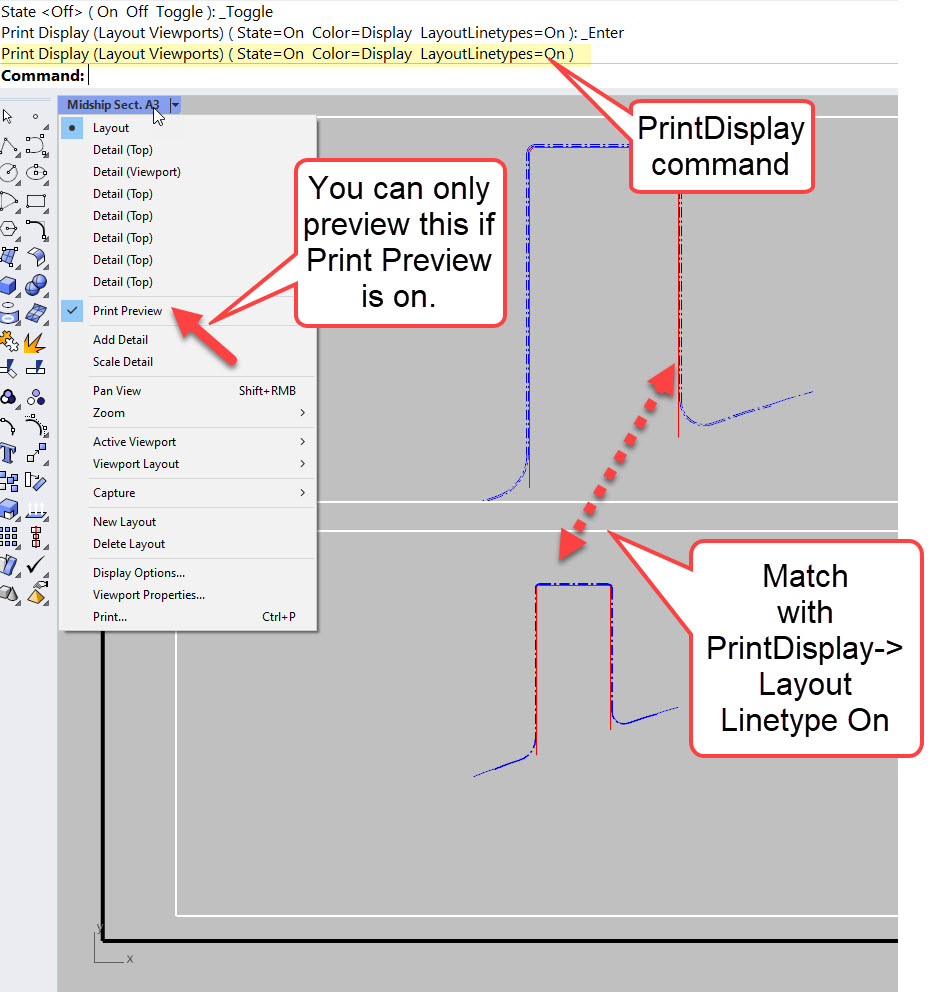 State <Off> ( On  Off  Toggle ): _Toggle
Print Display (Layout Viewports) ( State=On  Color=Display  LayoutLinetypes=On ): _Enter
Print Display (Layout Viewports) ( State=On  Color=Display  LayoutLinetypes=On )
Command:
Midship Sect. A3
Layout
Detail (Top)
Detail (Viewport)
Detail (Top)
Detail (Top)
Detail (Top)
Detail (Top)
Detail (Top)
Print Preview
Add Detail
Scale Detail
Pan View Shift+RMB
Zoom
Active Viewport
Viewport Layout
Capture
New Layout
Delete Layout
Display Options...
Viewport Properties...
Print... Ctrl+P
PrintDisplay
command
You can only
preview this if
Print Preview
is on.
Match
with
PrintDisplay->
Layout
Linetype On
y
x